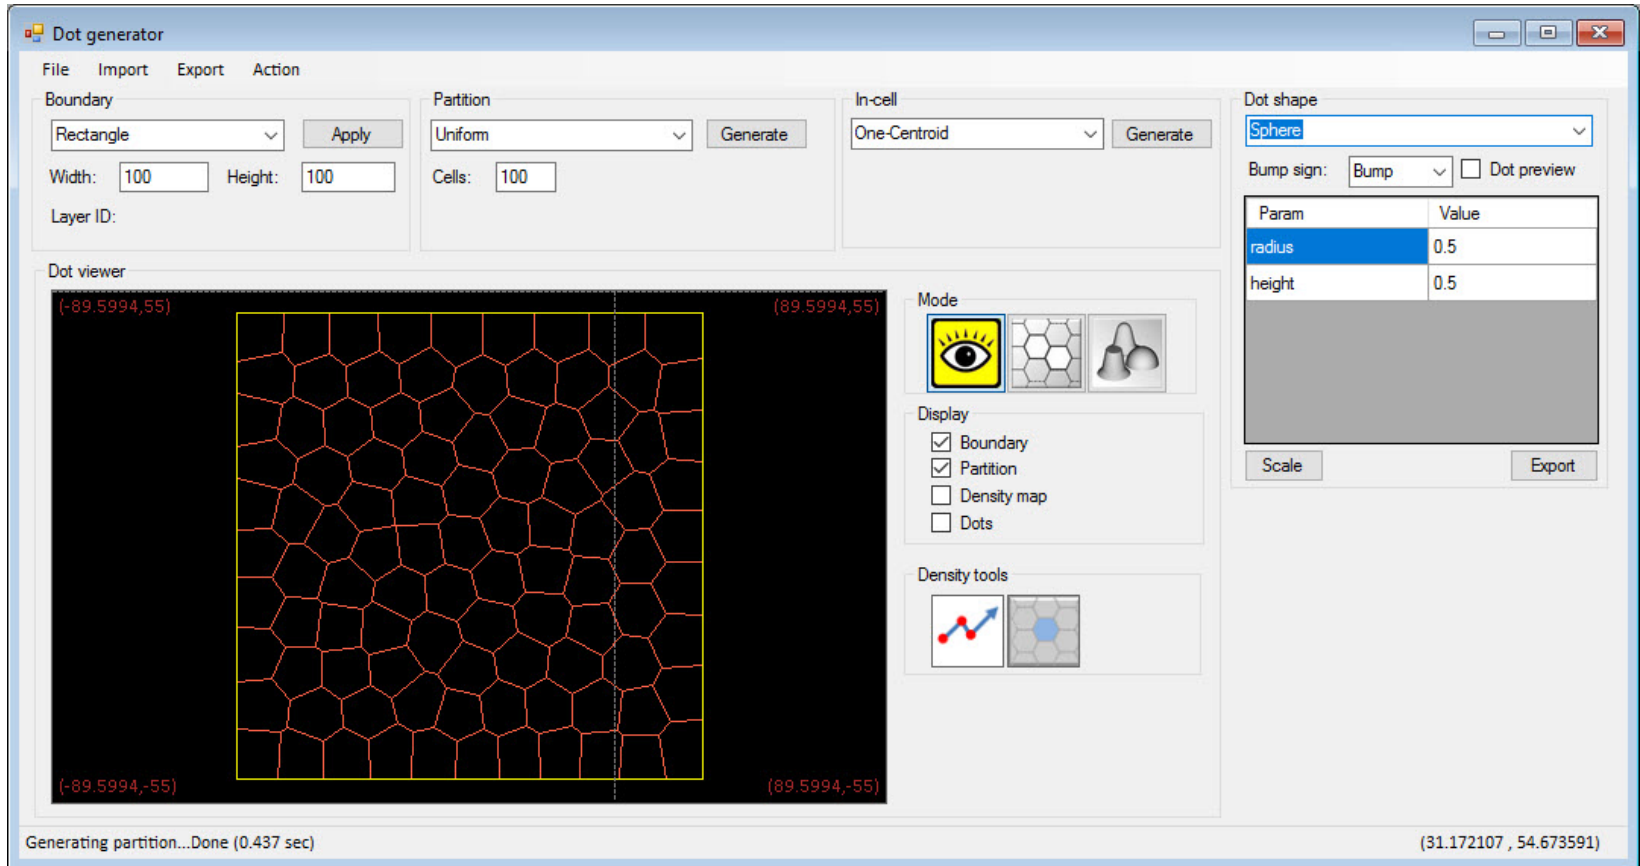 Dot generator
File Import Export Action
Boundary
Rectangle Apply
Width: 100 Height: 100
Layer ID:
Partition
Uniform Generate
Cells: 100
In-cell
One-Centroid Generate
Dot shape
Sphere
Bump sign: Bump Dot preview
Param Value
radius 0.5
height 0.5
Scale Export
Dot viewer
(-89.5994,55) (89.5994,55)
(-89.5994,-55) (89.5994,-55)
Mode
Display
Boundary
Partition
Density map
Dots
Density tools
Generating partition...Done (0.437 sec) (31.172107 , 54.673591)